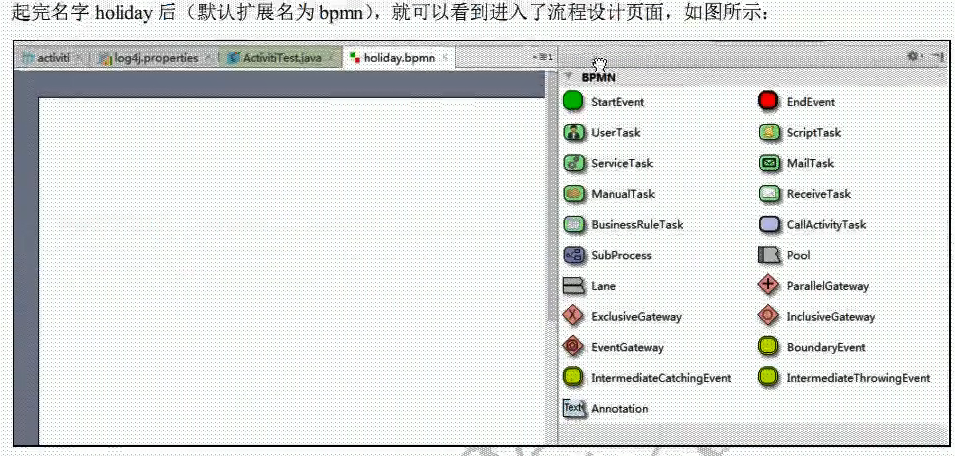 起完名字 holiday 后（默认扩展名为 bpmn），就可以看到进入了流程设计页面，如图所示：
activiti log4j.properties ActivitiTest.java holiday.bpmn
BPMN
StartEvent EndEvent
UserTask ScriptTask
ServiceTask MailTask
ManualTask ReceiveTask
BusinessRuleTask CallActivityTask
SubProcess Pool
Lane ParallelGateway
ExclusiveGateway InclusiveGateway
EventGateway BoundaryEvent
IntermediateCatchingEvent IntermediateThrowingEvent
Text Annotation